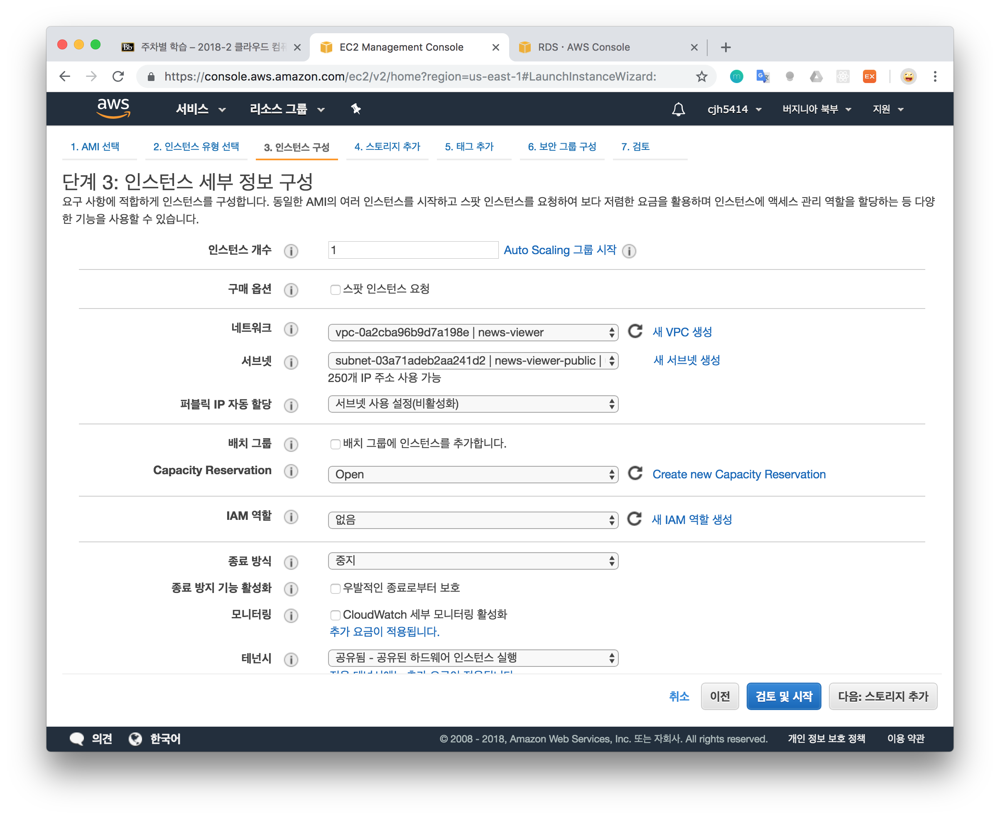 Bb 주차별 학습 – 2018-2 클라우드
EC2 Management Console
RDS · AWS Console
https://console.aws.amazon.com/ec2/v2/home?region=us-east-1#LaunchInstanceWizard:
m
G
EX
aws 서비스 리소스 그룹 cjh5414 버지니아 북부 지원
1. AMI 선택 2. 인스턴스 유형 선택 3. 인스턴스 구성 4. 스토리지 추가 5. 태그 추가 6. 보안 그룹 구성 7. 검토
단계 3: 인스턴스 세부 정보 구성
요구 사항에 적합하게 인스턴스를 구성합니다. 동일한 AMI의 여러 인스턴스를 시작하고 스팟 인스턴스를 요청하여 보다 저렴한 요금을 활용하며 인스턴스에 액세스 관리 역할을 할당하는 등 다양
한 기능을 사용할 수 있습니다.
인스턴스 개수 1 Auto Scaling 그룹 시작
구매 옵션 스팟 인스턴스 요청
네트워크 vpc-0a2cba96b9d7a198e | news-viewer 새 VPC 생성
서브넷 subnet-03a71adeb2aa241d2 | news-viewer-public | 새 서브넷 생성
250개 IP 주소 사용 가능
퍼블릭 IP 자동 할당 서브넷 사용 설정(비활성화)
배치 그룹 배치 그룹에 인스턴스를 추가합니다.
Capacity Reservation Open Create new Capacity Reservation
IAM 역할 없음 새 IAM 역할 생성
종료 방식 중지
종료 방지 기능 활성화 우발적인 종료로부터 보호
모니터링 CloudWatch 세부 모니터링 활성화
추가 요금이 적용됩니다.
테넌시 공유됨 - 공유된 하드웨어 인스턴스 실행
취소 이전 검토 및 시작 다음: 스토리지 추가
의견 한국어 © 2008 - 2018, Amazon Web Services, Inc. 또는 자회사. All rights reserved. 개인 정보 보호 정책 이용 약관